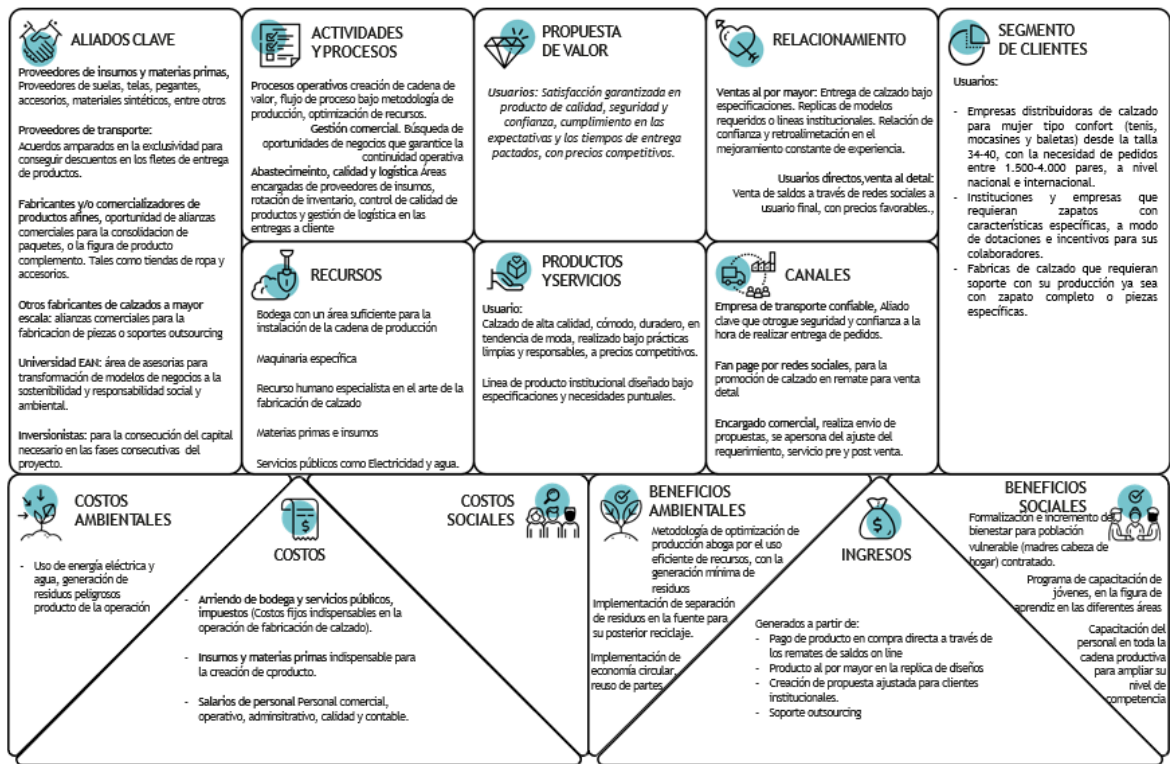 ALIADOS CLAVE
Proveedores de insumos y materias primas,
Proveedores de suelas, telas, pegantes,
accesorios, materiales sintéticos, entre otros
Proveedores de transporte:
Acuerdos amparados en la exclusividad para
conseguir descuentos en los fletes de entrega
de productos.
Fabricantes y/o comercializadores de
productos afines, oportunidad de alianzas
comerciales para la consolidacion de
paquetes, o la figura de producto
complemento. Tales como tiendas de ropa y
accesorios.
Otros fabricantes de calzados a mayor
escala: alianzas comerciales para la
fabricacion de piezas o soportes outsourcing
Universidad EAN: área de asesorias para
transformación de modelos de negocios a la
sostenibilidad y responsabilidad social y
ambiental.
Inversionistas: para la consecución del capital
necesario en las fases consecutivas del
proyecto.
ACTIVIDADES
Y PROCESOS
Procesos operativos creación de cadena de
valor, flujo de proceso bajo metodología de
producción, optimización de recursos.
Gestión comercial. Búsqueda de
oportunidades de negocios que garantice la
continuidad operativa
Abastecimeinto, calidad y logística Áreas
encargadas de proveedores de insumos,
rotación de inventario, control de calidad de
productos y gestión de logística en las
entregas a cliente
RECURSOS
Bodega con un área suficiente para la
instalación de la cadena de producción
Maquinaria específica
Recurso humano especialista en el arte de la
fabricación de calzado
Materias primas e insumos
Servicios públicos como Electricidad y agua.
PROPUESTA
DE VALOR
Usuarios: Satisfacción garantizada en
producto de calidad, seguridad y
confianza, cumplimiento en las
expectativas y los tiempos de entrega
pactados, con precios competitivos.
PRODUCTOS
YSERVICIOS
Usuario:
Calzado de alta calidad, cómodo, duradero, en
tendencia de moda, realizado bajo prácticas
limpias y responsables, a precios competitivos.
Línea de producto institucional diseñado bajo
especificaciones y necesidades puntuales.
RELACIONAMIENTO
Ventas al por mayor: Entrega de calzado bajo
especificaciones. Replicas de modelos
requeridos o lineas institucionales. Relación de
confianza y retroalimetación en el
mejoramiento constante de experiencia.
Usuarios directos,venta al detal:
Venta de saldos a través de redes sociales a
usuario final, con precios favorables.,
CANALES
Empresa de transporte confiable, Aliado
clave que otrogue seguridad y confianza a la
hora de realizar entrega de pedidos.
Fan page por redes sociales, para la
promoción de calzado en remate para venta
detal
Encargado comercial, realiza envio de
propuestas, se apersona del ajuste del
requerimiento, servicio pre y post venta.
SEGMENTO
DE CLIENTES
Usuarios:
- Empresas distribuidoras de calzado
para mujer tipo confort (tenis,
mocasines y baletas) desde la talla
34-40, con la necesidad de pedidos
entre 1.500-4.000 pares, a nivel
nacional e internacional.
- Instituciones y empresas que
requieran zapatos con
características específicas, a modo
de dotaciones e incentivos para sus
colaboradores.
- Fabricas de calzado que requieran
soporte con su producción ya sea
con zapato completo o piezas
específicas.
COSTOS
AMBIENTALES
- Uso de energía eléctrica y
agua, generación de
residuos peligrosos
producto de la operación
COSTOS
- Arriendo de bodega y servicios públicos,
impuestos (Costos fijos indispensables en la
operación de fabricación de calzado).
- Insumos y materias primas indispensable para
la creación de cproducto.
- Salarios de personal Personal comercial,
operativo, adminsitrativo, calidad y contable.
COSTOS
SOCIALES
BENEFICIOS
AMBIENTALES
Metodología de optimización de
producción aboga por el uso
eficiente de recursos, con la
generación mínima de
residuos
Implementación de separación
de residuos en la fuente para
su posterior reciclaje.
Implementación de
economía circular,
reuso de partes.
INGRESOS
Generados a partir de:
- Pago de producto en compra directa a través de
los remates de saldos on line
- Producto al por mayor en la replica de diseños
- Creación de propuesta ajustada para clientes
institucionales.
- Soporte outsourcing
BENEFICIOS
SOCIALES
Formalización e incremento de
bienestar para población
vulnerable (madres cabeza de
hogar) contratado.
Programa de capacitación de
jóvenes, en la figura de
aprendiz en las diferentes áreas
Capacitación del
personal en toda la
cadena productiva
para ampliar su
nivel de
competencia